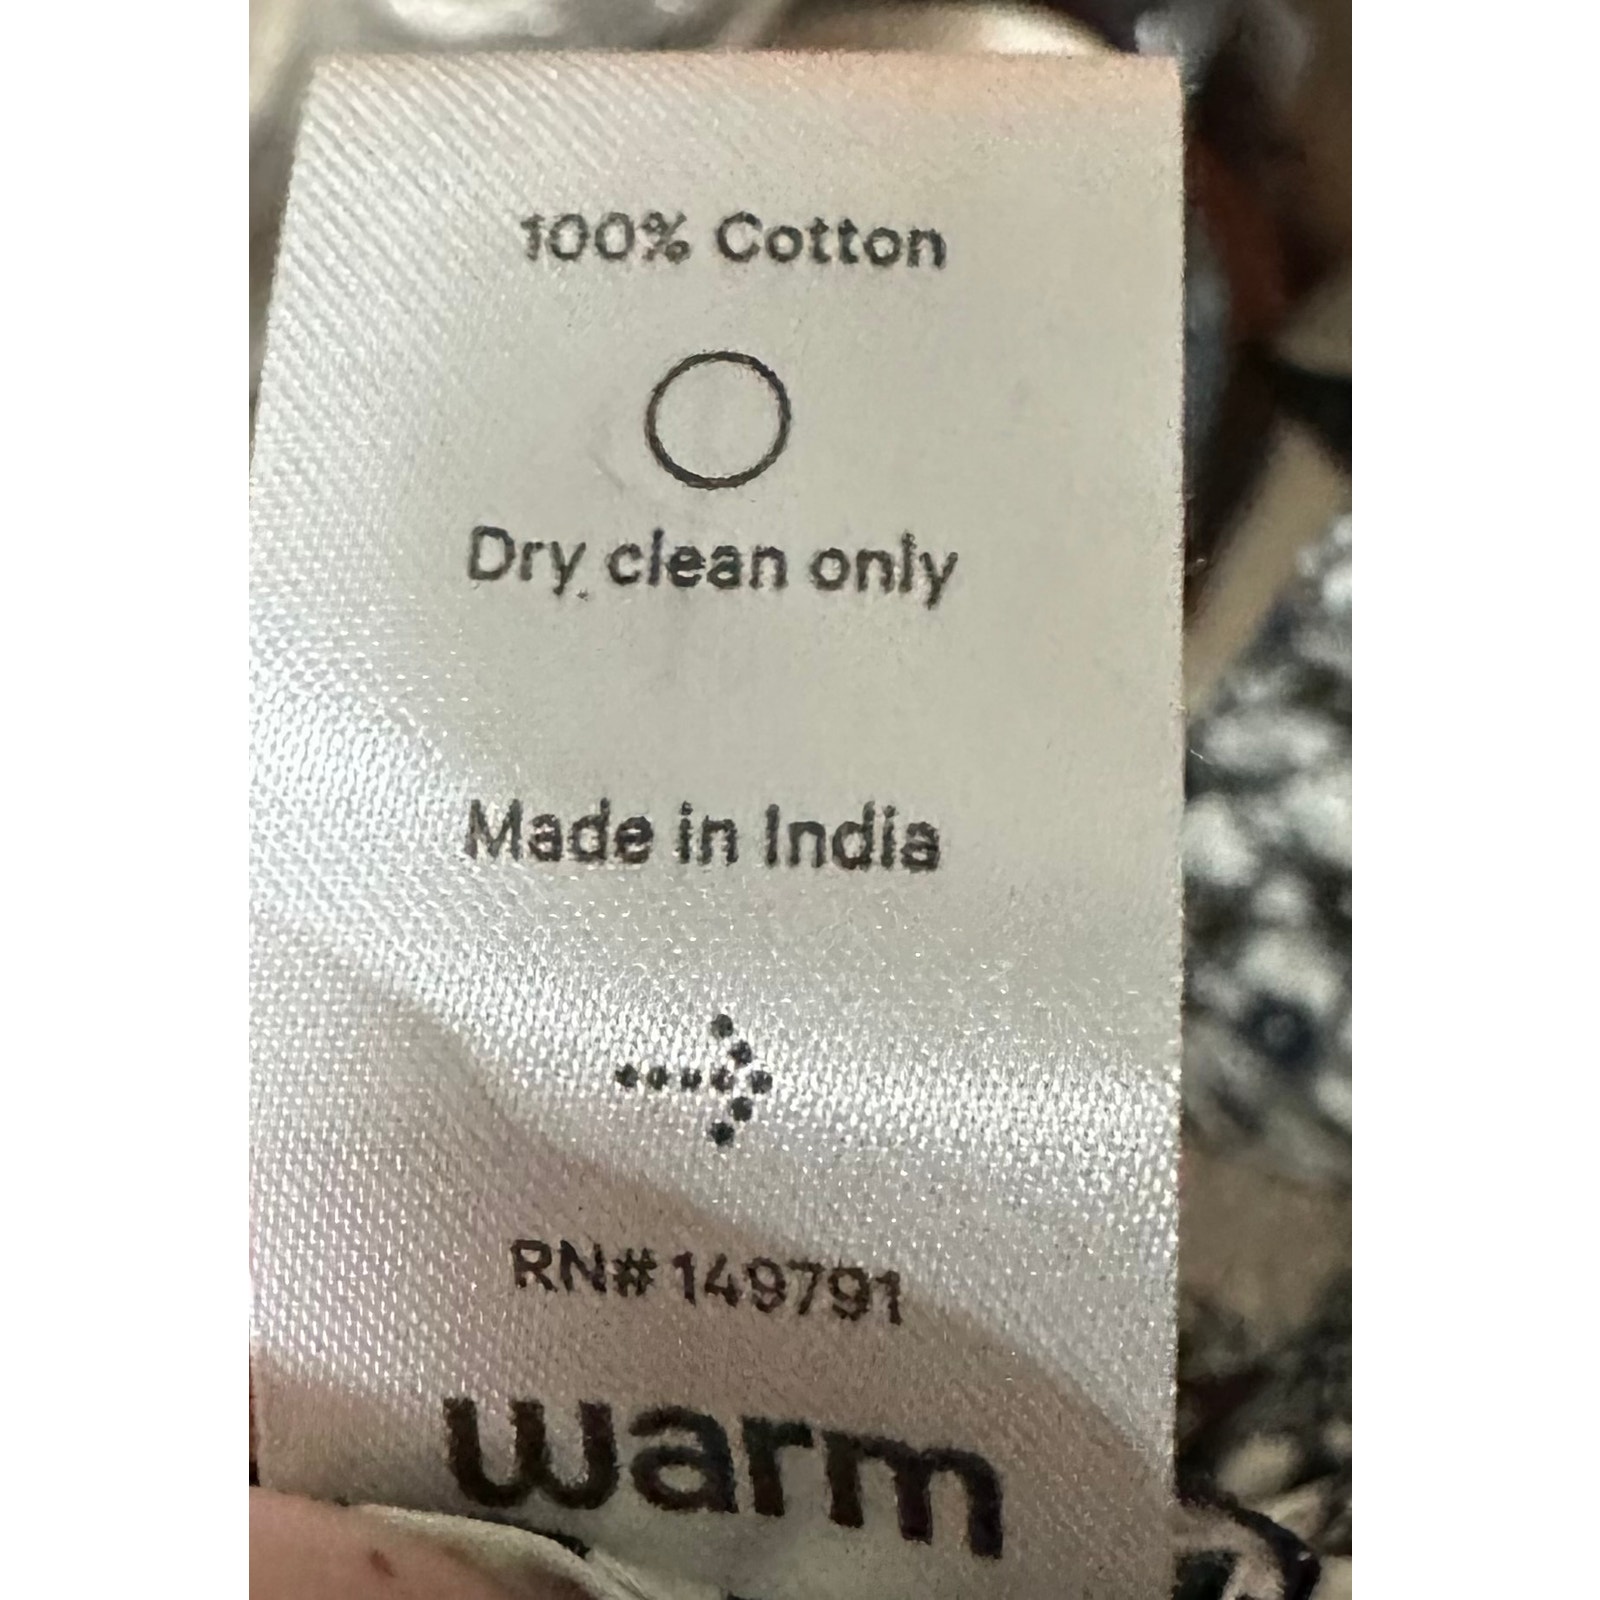 100% Cotton
Dry clean only
Made in India
RN# 149791
warm